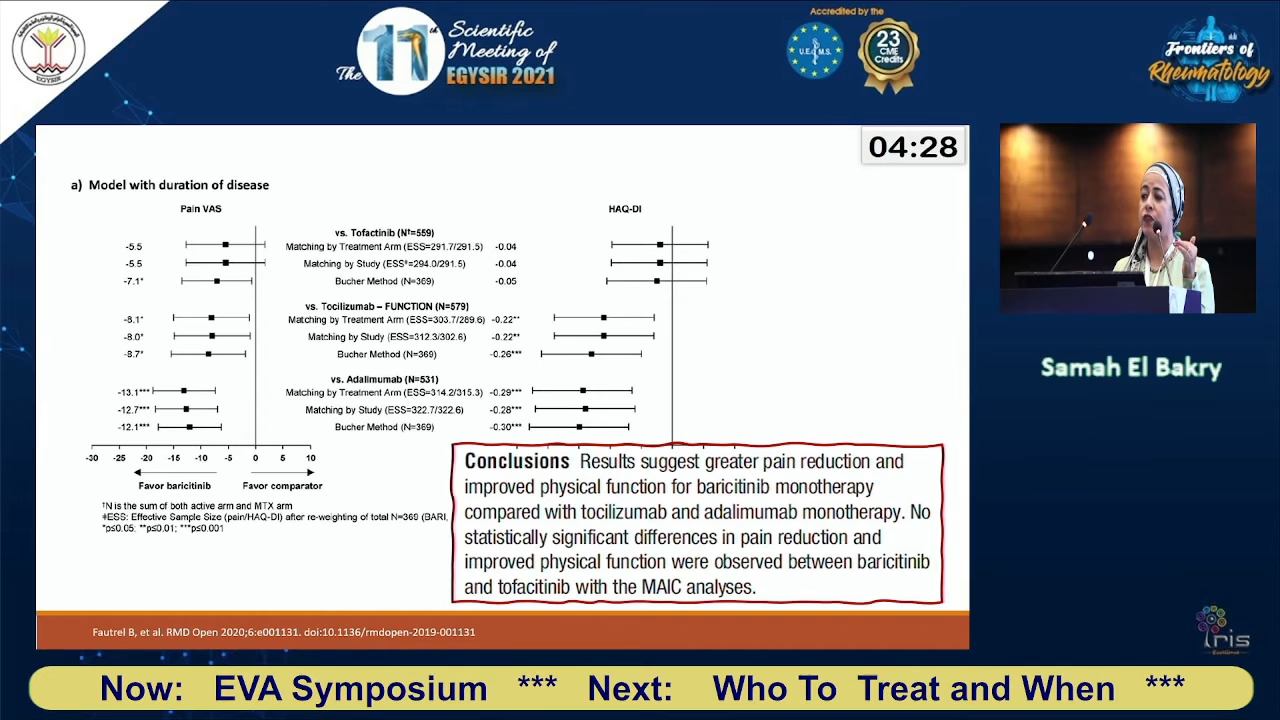 EGYSIR
The 11th Scientific
Meeting of
EGYSIR 2021
Accredited by the
U.E.M.S.
23
CME
Credits
Frontiers of
Rheumatology
04:28
a) Model with duration of disease
Pain VAS HAQ-DI
vs. Tofactinib (N†=559)
-5.5 Matching by Treatment Arm (ESS=291.7/291.5) -0.04
-5.5 Matching by Study (ESS‡=294.0/291.5) -0.04
-7.1* Bucher Method (N=369) -0.05
vs. Tocilizumab – FUNCTION (N=579)
-8.1* Matching by Treatment Arm (ESS=303.7/289.6) -0.22**
-8.0* Matching by Study (ESS=312.3/302.6) -0.22**
-8.7* Bucher Method (N=369) -0.26***
vs. Adalimumab (N=531)
-13.1*** Matching by Treatment Arm (ESS=314.2/315.3) -0.29***
-12.7*** Matching by Study (ESS=322.7/322.6) -0.28***
-12.1*** Bucher Method (N=369) -0.30***
-30 -25 -20 -15 -10 -5 0 5 10
Favor baricitinib Favor comparator
†N is the sum of both active arm and MTX arm
‡ESS: Effective Sample Size (pain/HAQ-DI) after re-weighting of total N=369 (BARI,
*p≤0.05; **p≤0.01; ***p≤0.001
Conclusions Results suggest greater pain reduction and
improved physical function for baricitinib monotherapy
compared with tocilizumab and adalimumab monotherapy. No
statistically significant differences in pain reduction and
improved physical function were observed between baricitinib
and tofacitinib with the MAIC analyses.
Fautrel B, et al. RMD Open 2020;6:e001131. doi:10.1136/rmdopen-2019-001131
Samah El Bakry
Iris
Now: EVA Symposium *** Next: Who To Treat and When ***